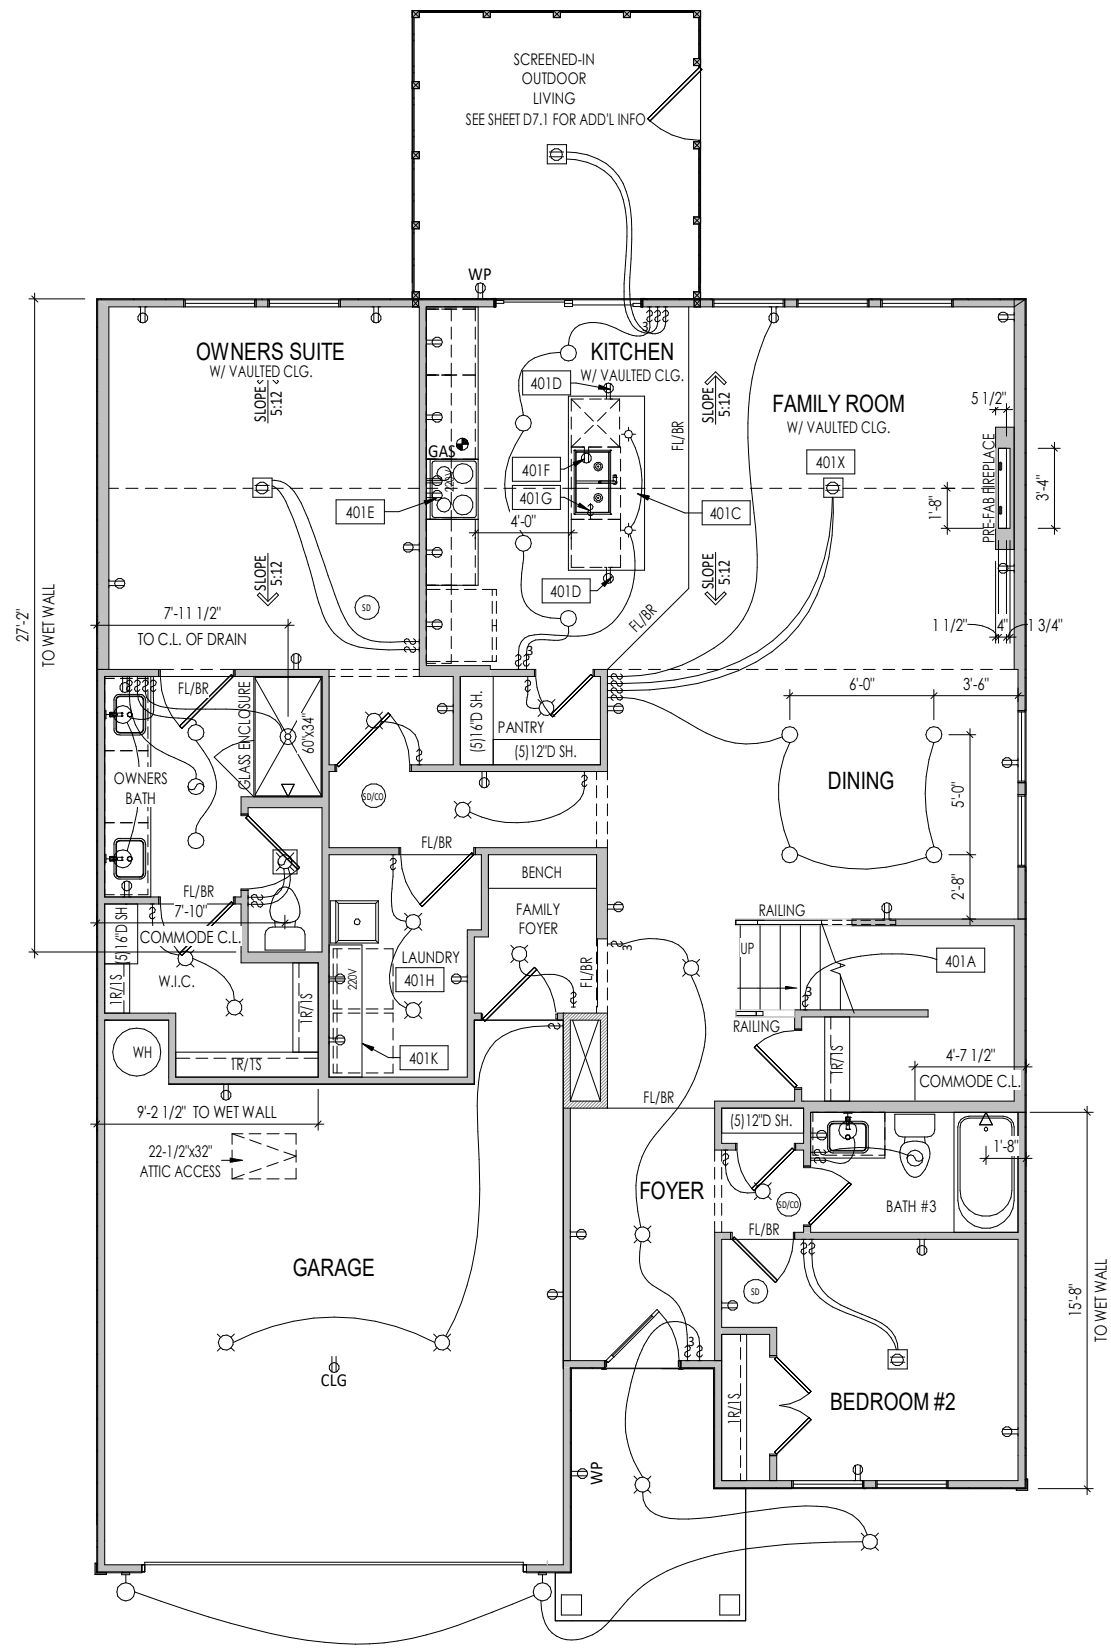 SCREENED-IN
OUTDOOR
LIVING
SEE SHEET D7.1 FOR ADD'L INFO
WP
OWNERS SUITE
W/ VAULTED CLG.
SLOPE
5:12
KITCHEN
W/ VAULTED CLG.
401D
SLOPE
5:12
FL/BR
FAMILY ROOM
W/ VAULTED CLG.
401X
5 1/2"
PRE-FAB FIREPLACE
3'-4"
1'-8"
GAS
220V
401F
401G
401E
401C
4'-0"
401D
SLOPE
5:12
SLOPE
5:12
SD
FL/BR
1 1/2"
4"
1 3/4"
27'-2"
TO WET WALL
7'-11 1/2"
TO C.L. OF DRAIN
FL/BR
GLASS ENCLOSURE
60"X34"
OWNERS
BATH
(5)16"D SH.
PANTRY
(5)12"D SH.
6'-0"
3'-6"
DINING
5'-0"
2'-8"
SD/CO
FL/BR
3
3
FL/BR
7'-10"
COMMODE C.L.
(5)16"D SH
W.I.C.
1R/1S
1R/1S
1R/1S
BENCH
FAMILY
FOYER
FL/BR
LAUNDRY
401H
220V
401K
3
RAILING
UP
401A
3
RAILING
1R/1S
4'-7 1/2"
COMMODE C.L.
WH
9'-2 1/2" TO WET WALL
22-1/2"X32"
ATTIC ACCESS
FL/BR
(5)12"D SH.
1'-8"
BATH #3
FOYER
SD/CO
FL/BR
GARAGE
SD
15'-8"
TO WET WALL
3
CLG
1R/1S
BEDROOM #2
WP